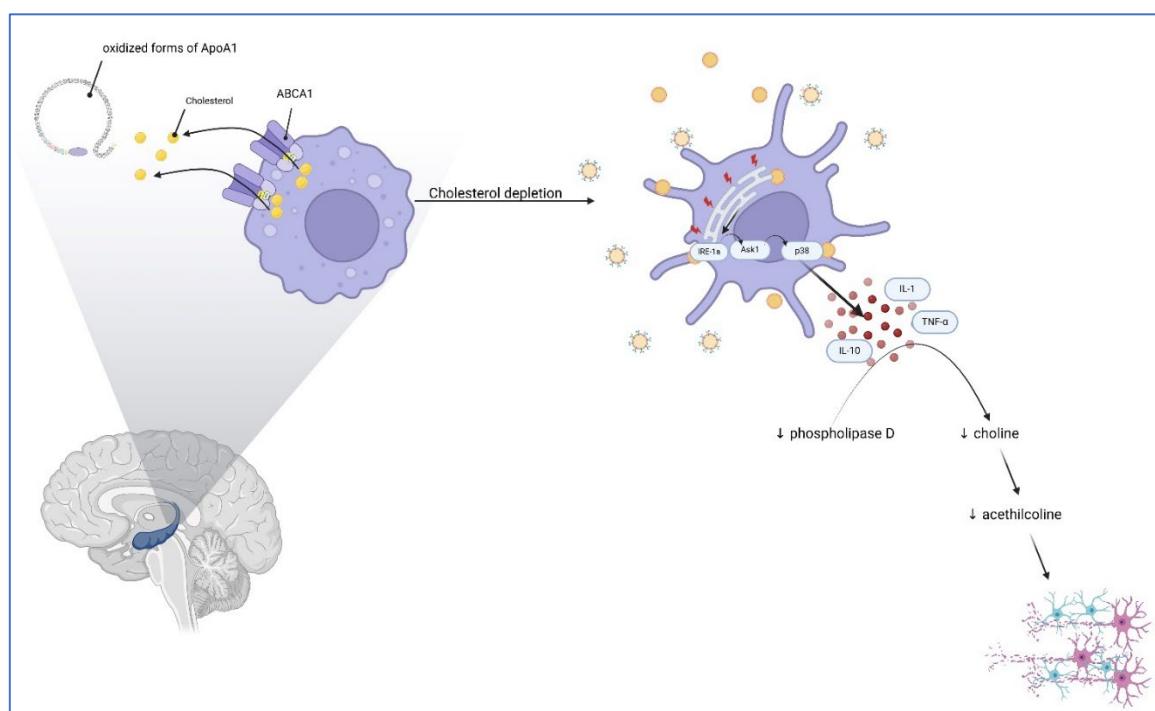 oxidized forms of ApoA1
Cholesterol
ABCA1
Cholesterol depletion
IRE-1a
Ask1
p38
IL-1
TNF-α
IL-10
↓ phospholipase D
↓ choline
↓ acethilcoline